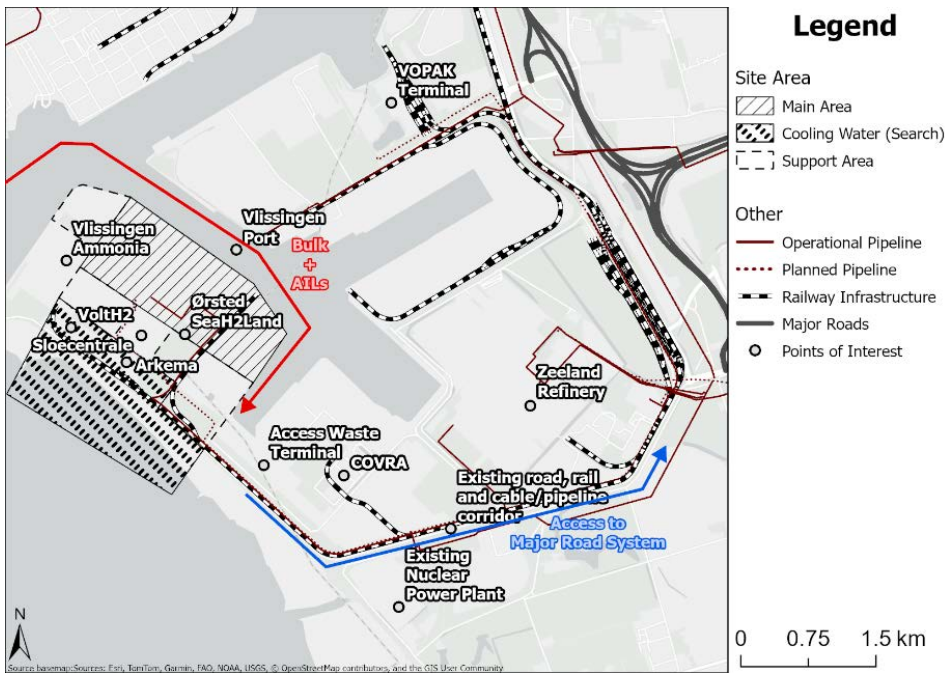 VOPAK
Terminal
Vlissingen
Ammonia
Vlissingen
Port
Bulk
+
AILs
Ørsted
SeaH2Land
VoltH2
Sloecentrale
Arkema
Zeeland
Refinery
Access Waste
Terminal
COVRA
Existing road, rail
and cable/pipeline
corridor
Access to
Major Road System
Existing
Nuclear
Power Plant
N
Source basemap:Sources: Esri, TomTom, Garmin, FAO, NOAA, USGS, © OpenStreetMap contributors, and the GIS User Community
Legend
Site Area
Main Area
Cooling Water (Search)
Support Area
Other
Operational Pipeline
Planned Pipeline
Railway Infrastructure
Major Roads
Points of Interest
0 0.75 1.5 km